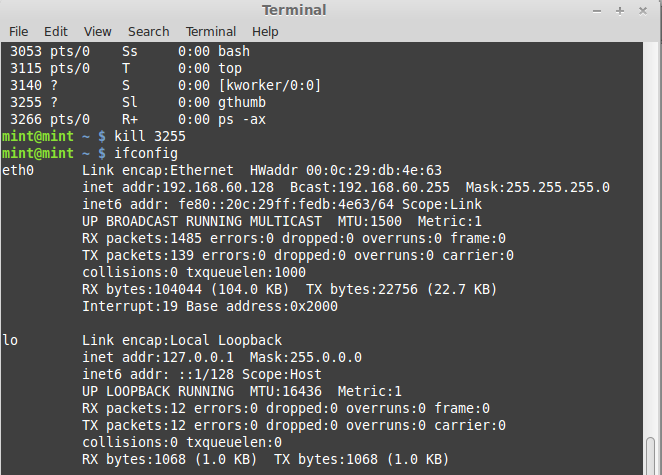 Terminal
File Edit View Search Terminal Help
3053 pts/0    Ss     0:00 bash
3115 pts/0    T      0:00 top
3140 ?        S      0:00 [kworker/0:0]
3255 ?        Sl     0:00 gthumb
3266 pts/0    R+     0:00 ps -ax
mint@mint ~ $ kill 3255
mint@mint ~ $ ifconfig
eth0      Link encap:Ethernet  HWaddr 00:0c:29:db:4e:63
          inet addr:192.168.60.128  Bcast:192.168.60.255  Mask:255.255.255.0
          inet6 addr: fe80::20c:29ff:fedb:4e63/64 Scope:Link
          UP BROADCAST RUNNING MULTICAST  MTU:1500  Metric:1
          RX packets:1485 errors:0 dropped:0 overruns:0 frame:0
          TX packets:139 errors:0 dropped:0 overruns:0 carrier:0
          collisions:0 txqueuelen:1000
          RX bytes:104044 (104.0 KB)  TX bytes:22756 (22.7 KB)
          Interrupt:19 Base address:0x2000
lo        Link encap:Local Loopback
          inet addr:127.0.0.1  Mask:255.0.0.0
          inet6 addr: ::1/128 Scope:Host
          UP LOOPBACK RUNNING  MTU:16436  Metric:1
          RX packets:12 errors:0 dropped:0 overruns:0 frame:0
          TX packets:12 errors:0 dropped:0 overruns:0 carrier:0
          collisions:0 txqueuelen:0
          RX bytes:1068 (1.0 KB)  TX bytes:1068 (1.0 KB)